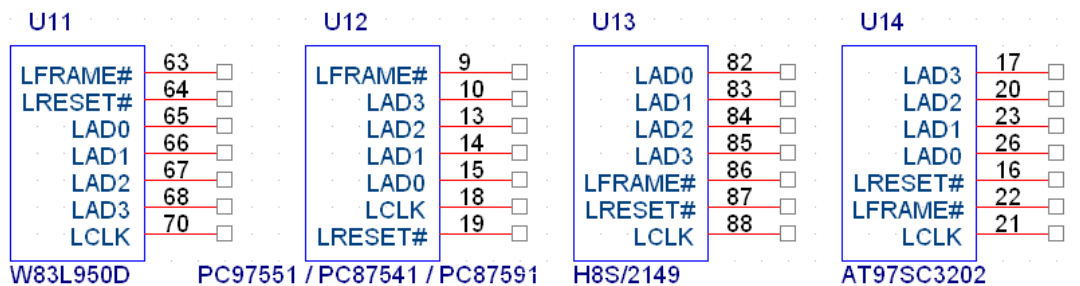 U11 U12 U13 U14
LFRAME# 63 LFRAME# 9 LAD0 82 LAD3 17
LRESET# 64 LAD3 10 LAD1 83 LAD2 20
LAD0 65 LAD2 13 LAD2 84 LAD1 23
LAD1 66 LAD1 14 LAD3 85 LAD0 26
LAD2 67 LAD0 15 LFRAME# 86 LRESET# 16
LAD3 68 LCLK 18 LRESET# 87 LFRAME# 22
LCLK 70 LRESET# 19 LCLK 88 LCLK 21
W83L950D PC97551 / PC87541 / PC87591 H8S/2149 AT97SC3202